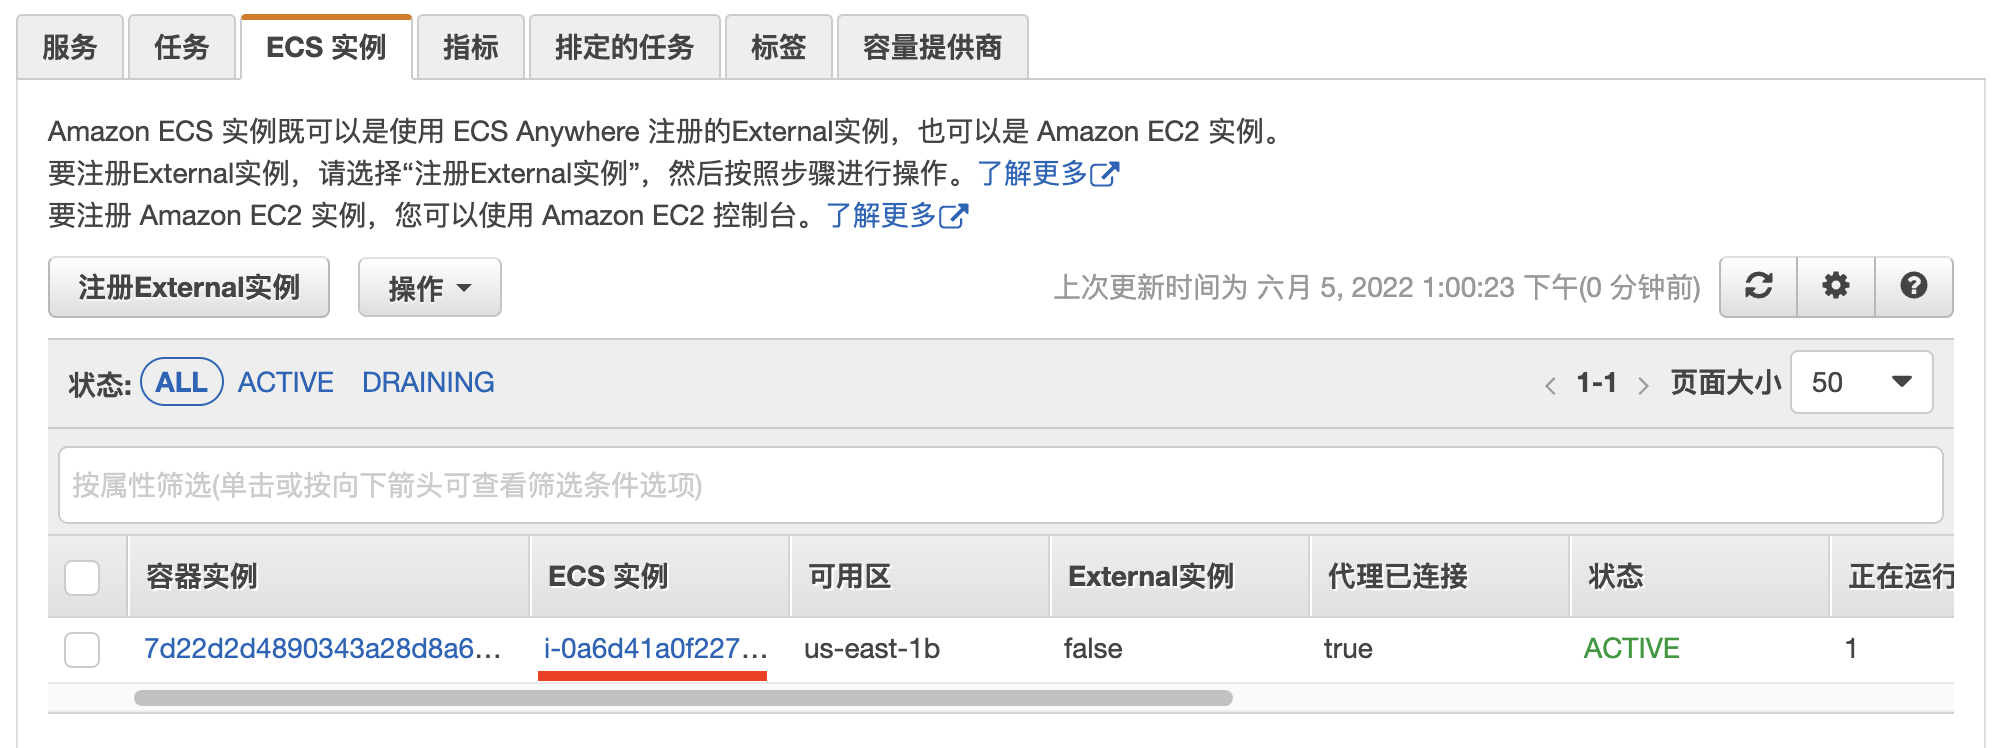 服务 任务 ECS 实例 指标 排定的任务 标签 容量提供商
Amazon ECS 实例既可以是使用 ECS Anywhere 注册的External实例，也可以是 Amazon EC2 实例。
要注册External实例，请选择“注册External实例”，然后按照步骤进行操作。了解更多
要注册 Amazon EC2 实例，您可以使用 Amazon EC2 控制台。了解更多
注册External实例 操作 上次更新时间为 六月 5, 2022 1:00:23 下午(0 分钟前)
状态: ALL ACTIVE DRAINING 1-1 页面大小 50
按属性筛选(单击或按向下箭头可查看筛选条件选项)
容器实例 ECS 实例 可用区 External实例 代理已连接 状态 正在运行
7d22d2d4890343a28d8a6... i-0a6d41a0f227... us-east-1b false true ACTIVE 1